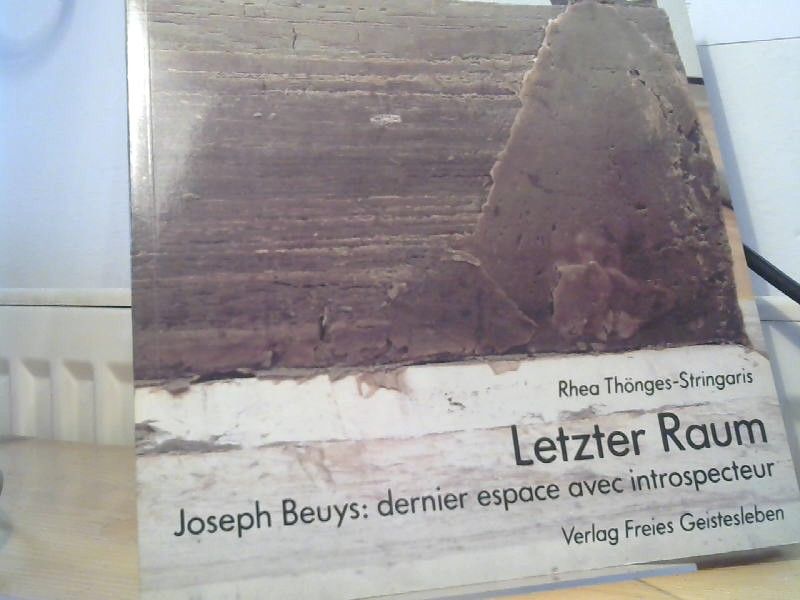 Rhea Thönges-Stringaris
Letzter Raum
Joseph Beuys: dernier espace avec introspecteur
Verlag Freies Geistesleben